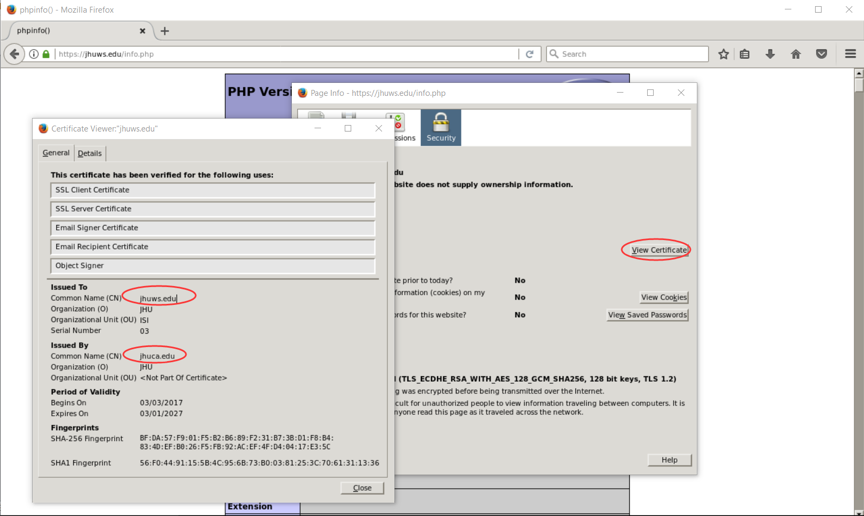 phpinfo() - Mozilla Firefox
phpinfo()
https://jhuws.edu/info.php
Search
PHP Versi
Page Info - https://jhuws.edu/info.php
ssions
Security
du
bsite does not supply ownership information.
View Certificate
ite prior to today? No
nformation (cookies) on my
No
View Cookies
ords for this website? No
View Saved Passwords
l (TLS_ECDHE_RSA_WITH_AES_128_GCM_SHA256, 128 bit keys, TLS 1.2)
g was encrypted before being transmitted over the Internet.
cult for unauthorized people to view information traveling between computers. It is
nyone read this page as it traveled across the network.
Help
Certificate Viewer:"jhuws.edu"
General Details
This certificate has been verified for the following uses:
SSL Client Certificate
SSL Server Certificate
Email Signer Certificate
Email Recipient Certificate
Object Signer
Issued To
Common Name (CN) jhuws.edu
Organization (O) JHU
Organizational Unit (OU) ISI
Serial Number 03
Issued By
Common Name (CN) jhuca.edu
Organization (O) JHU
Organizational Unit (OU) <Not Part Of Certificate>
Period of Validity
Begins On 03/03/2017
Expires On 03/01/2027
Fingerprints
SHA-256 Fingerprint BF:DA:57:F9:01:F5:B2:B6:89:F2:31:B7:3B:D1:F8:B4:
83:4D:EF:B0:26:F5:FB:92:AC:EF:4F:D4:04:17:E3:5C
SHA1 Fingerprint 56:F0:44:91:15:5B:4C:95:6B:73:B0:03:81:25:3C:70:61:31:13:36
Close
Extension